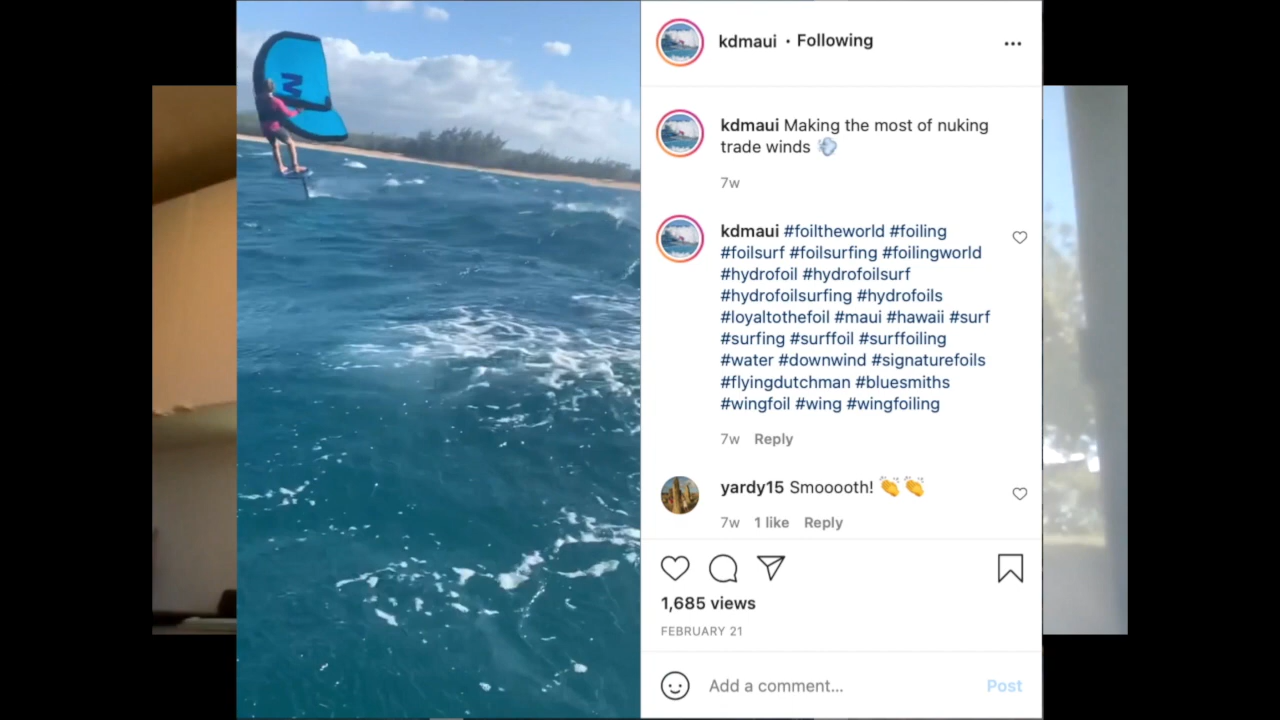 kdmaui • Following
kdmaui Making the most of nuking
trade winds 💨
7w
kdmaui #foiltheworld #foiling
#foilsurf #foilsurfing #foilingworld
#hydrofoil #hydrofoilsurf
#hydrofoilsurfing #hydrofoils
#loyaltothefoil #maui #hawaii #surf
#surfing #surffoil #surffoiling
#water #downwind #signaturefoils
#flyingdutchman #bluesmiths
#wingfoil #wing #wingfoiling
7w Reply
yardy15 Smooooth! 👏👏
7w 1 like Reply
1,685 views
FEBRUARY 21
Add a comment...
Post